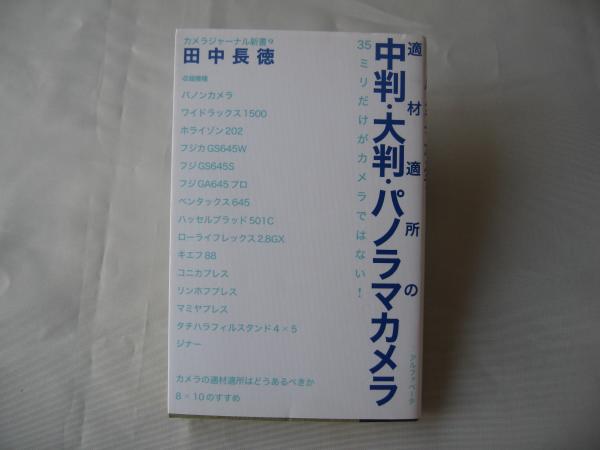 適材適所の
中判・大判・パノラマカメラ
35ミリだけがカメラではない！
アルファベータ
カメラジャーナル新書9
田中長徳
収録機種
パノンカメラ
ワイドラックス1500
ホライゾン202
フジカGS645W
フジGS645S
フジGA645プロ
ペンタックス645
ハッセルブラッド501C
ローライフレックス2.8GX
キエフ88
コニカプレス
リンホフプレス
マミヤプレス
タチハラフィルスタンド4×5
ジナー
カメラの適材適所はどうあるべきか
8×10のすすめ